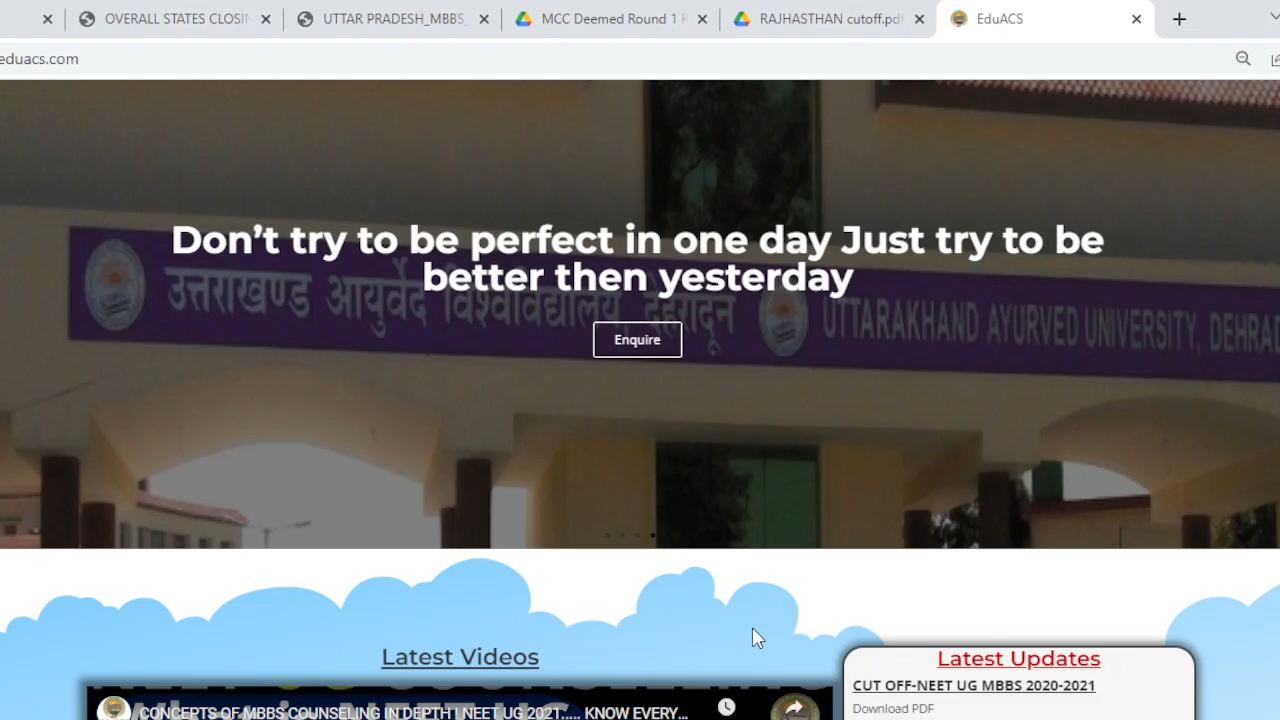 OVERALL STATES CLOSIN
UTTAR PRADESH_MBBS_
MCC Deemed Round 1 R
RAJHASTHAN cutoff.pdf
EduACS
eduacs.com
Don’t try to be perfect in one day Just try to be
better then yesterday
उत्तराखण्ड आयुर्वेद विश्वविद्यालय, देहरादून
UTTARAKHAND AYURVED UNIVERSITY, DEHRA
Enquire
Latest Videos
Latest Updates
CUT OFF-NEET UG MBBS 2020-2021
Download PDF
CONCEPTS OF MBBS COUNSELING IN DEPTH ! NEET UG 2021..... KNOW EVERY...